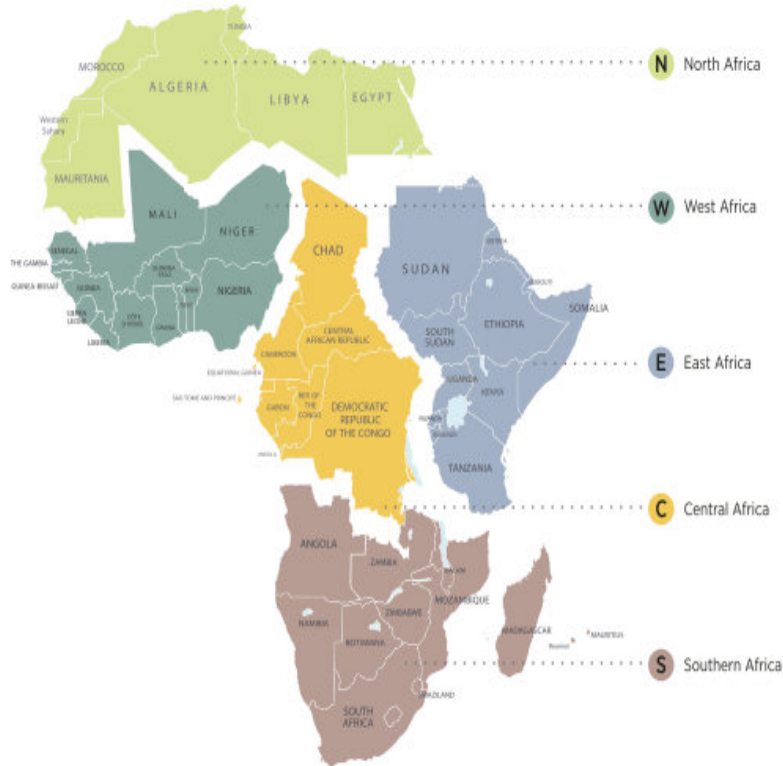 TUNISIA
MOROCCO
ALGERIA
LIBYA
EGYPT
Western
Sahara
MAURITANIA
N North Africa
MALI
NIGER
SENEGAL
THE GAMBIA
GUINEA-BISSAU
GUINEA
SIERRA
LEONE
LIBERIA
CÔTE
D'IVOIRE
BURKINA
FASO
GHANA
NIGERIA
W West Africa
CHAD
CENTRAL
AFRICAN REPUBLIC
CAMEROON
EQUATORIAL GUINEA
SAO TOME AND PRINCIPE
GABON
REP. OF
THE
CONGO
DEMOCRATIC
REPUBLIC
OF THE CONGO
ANGOLA
SUDAN
ERITREA
DJIBOUTI
SOMALIA
ETHIOPIA
SOUTH
SUDAN
UGANDA
KENYA
RWANDA
BURUNDI
TANZANIA
E East Africa
C Central Africa
ANGOLA
ZAMBIA
MALAWI
MOZAMBIQUE
ZIMBABWE
NAMIBIA
BOTSWANA
SWAZILAND
SOUTH
AFRICA
MADAGASCAR
MAURITIUS
S Southern Africa